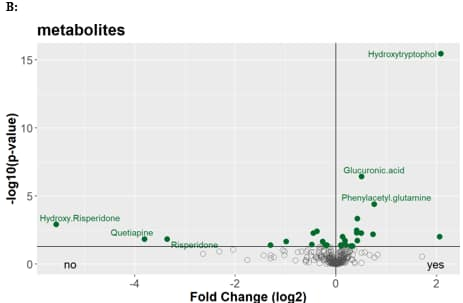 B:
metabolites
Hydroxytryptophol
15
-log10(p-value)
10
Glucuronic.acid
Phenylacetyl.glutamine
5
Hydroxy.Risperidone
Quetiapine
Risperidone
0
no
yes
-4
-2
0
2
Fold Change (log2)